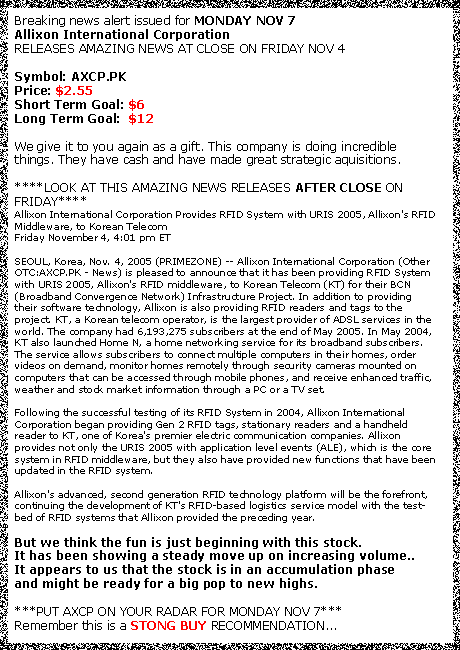 Breaking news alert issued for MONDAY NOV 7
Allixon International Corporation
RELEASES AMAZING NEWS AT CLOSE ON FRIDAY NOV 4
Symbol: AXCP.PK
Price: $2.55
Short Term Goal: $6
Long Term Goal: $12
We give it to you again as a gift. This company is doing incredible
things. They have cash and have made great strategic aquisitions.
****LOOK AT THIS AMAZING NEWS RELEASES AFTER CLOSE ON
FRIDAY****
Allixon International Corporation Provides RFID System with URIS 2005, Allixon's RFID
Middleware, to Korean Telecom
Friday November 4, 4:01 pm ET
SEOUL, Korea, Nov. 4, 2005 (PRIMEZONE) -- Allixon International Corporation (Other
OTC:AXCP.PK - News) is pleased to announce that it has been providing RFID System
with URIS 2005, Allixon's RFID middleware, to Korean Telecom (KT) for their BCN
(Broadband Convergence Network) Infrastructure Project. In addition to providing
their software technology, Allixon is also providing RFID readers and tags to the
project. KT, a Korean telecom operator, is the largest provider of ADSL services in the
world. The company had 6,193,275 subscribers at the end of May 2005. In May 2004,
KT also launched Home N, a home networking service for its broadband subscribers.
The service allows subscribers to connect multiple computers in their homes, order
videos on demand, monitor homes remotely through security cameras mounted on
computers that can be accessed through mobile phones, and receive enhanced traffic,
weather and stock market information through a PC or a TV set.
Following the successful testing of its RFID System in 2004, Allixon International
Corporation began providing Gen 2 RFID tags, stationary readers and a handheld
reader to KT, one of Korea's premier electric communication companies. Allixon
provides not only the URIS 2005 with application level events (ALE), which is the core
system in RFID middleware, but they also have provided new functions that have been
updated in the RFID system.
Allixon's advanced, second generation RFID technology platform will be the forefront,
continuing the development of KT's RFID-based logistics service model with the test-
bed of RFID systems that Allixon provided the preceding year.
But we think the fun is just beginning with this stock.
It has been showing a steady move up on increasing volume..
It appears to us that the stock is in an accumulation phase
and might be ready for a big pop to new highs.
***PUT AXCP ON YOUR RADAR FOR MONDAY NOV 7***
Remember this is a STONG BUY RECOMMENDATION...